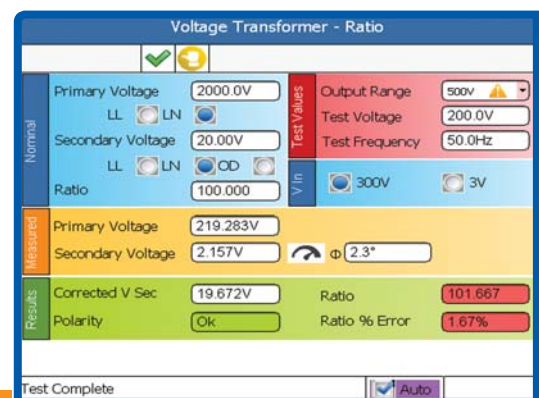 Voltage Transformer - Ratio
Nominal
Primary Voltage 2000.0V
LL LN
Secondary Voltage 20.00V
LL LN OD
Ratio 100.000
Test Values
Output Range 500V
Test Voltage 200.0V
Test Frequency 50.0Hz
V In
300V 3V
Measured
Primary Voltage 219.283V
Secondary Voltage 2.157V Φ 2.3°
Results
Corrected V Sec 19.672V Ratio 101.667
Polarity Ok Ratio % Error 1.67%
Test Complete Auto